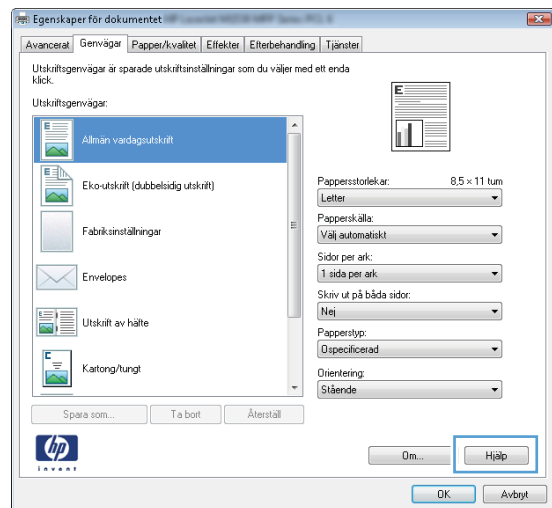 Egenskaper för dokumentet
Avancerat Genvägar Papper/kvalitet Effekter Efterbehandling Tjänster
Utskriftsgenvägar är sparade utskriftsinställningar som du väljer med ett enda
klick.
Utskriftsgenvägar:
Allmän vardagsutskrift
Eko-utskrift (dubbelsidig utskrift)
Fabriksinställningar
Envelopes
Utskrift av häfte
Kartong/tungt
Pappersstorlekar: 8,5 × 11 tum
Letter
Papperskälla:
Välj automatiskt
Sidor per ark:
1 sida per ark
Skriv ut på båda sidor:
Nej
Papperstyp:
Ospecificerad
Orientering:
Stående
Spara som... Ta bort Återställ
hp
invent
Om... Hjälp
OK Avbryt